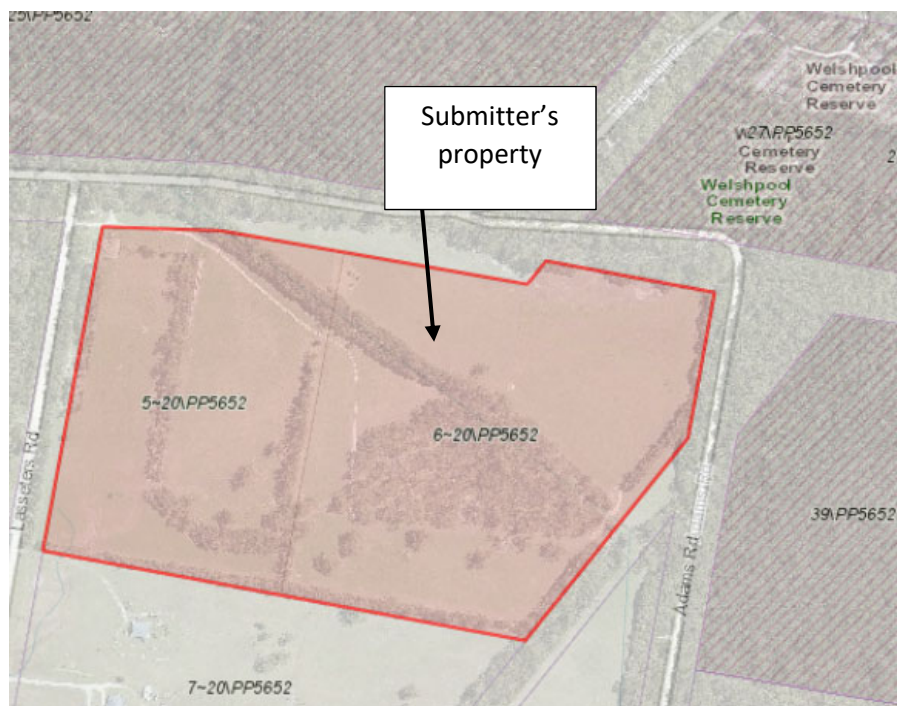 25\PP5652
Submitter's
property
Welshpool
Cemetery
Reserve
27\PP5652
Cemetery
Reserve
2
Welshpool
Cemetery
Reserve
5~20\PP5652
6~20\PP5652
Lasseters Rd
39\PP5652
Adams Rd
7~20\PP5652